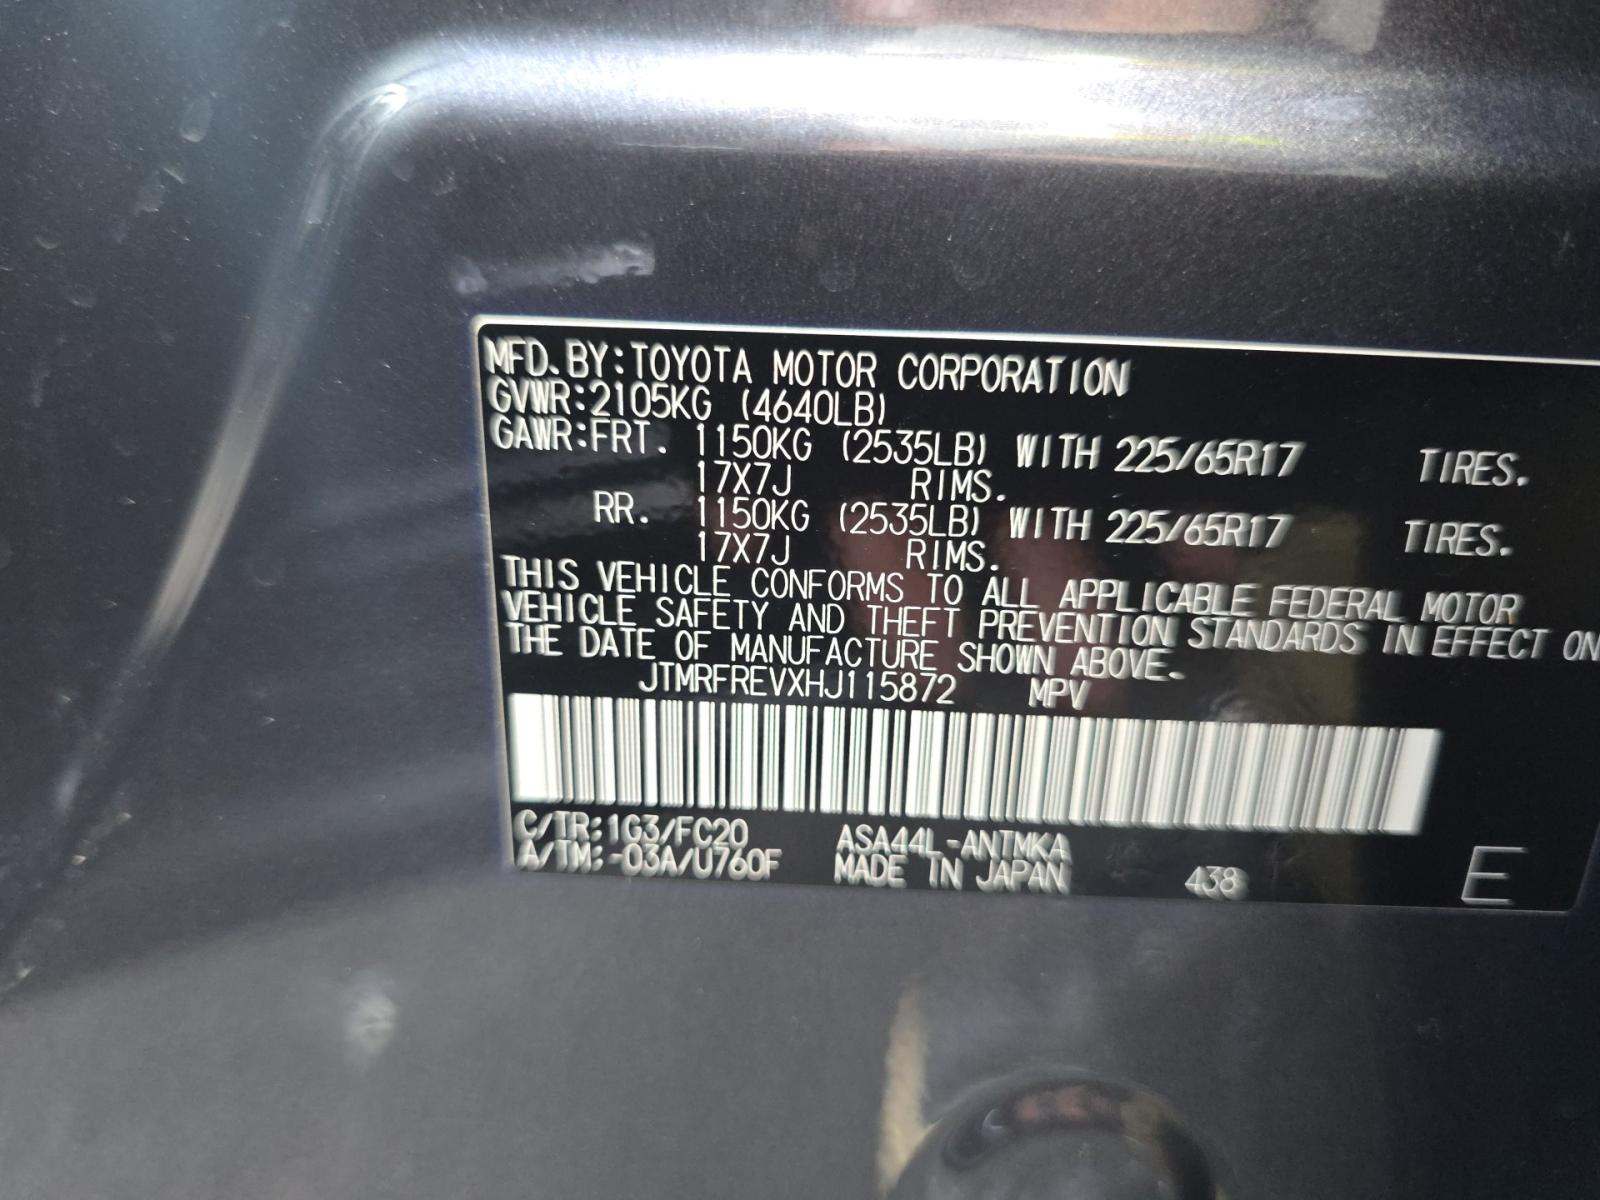 MFD.BY:TOYOTA MOTOR CORPORATION
GVWR:2105KG (4640LB)
GAWR:FRT. 1150KG (2535LB) WITH 225/65R17 TIRES.
17X7J RIMS.
RR. 1150KG (2535LB) WITH 225/65R17 TIRES.
17X7J RIMS.
THIS VEHICLE CONFORMS TO ALL APPLICABLE FEDERAL MOTOR
VEHICLE SAFETY AND THEFT PREVENTION STANDARDS IN EFFECT ON
THE DATE OF MANUFACTURE SHOWN ABOVE.
JTMRFREVXHJ115872 MPV
C/TR:1G3/FC20 ASA44L-ANTMKA
A/TM:-03A/U760F MADE IN JAPAN 438 E